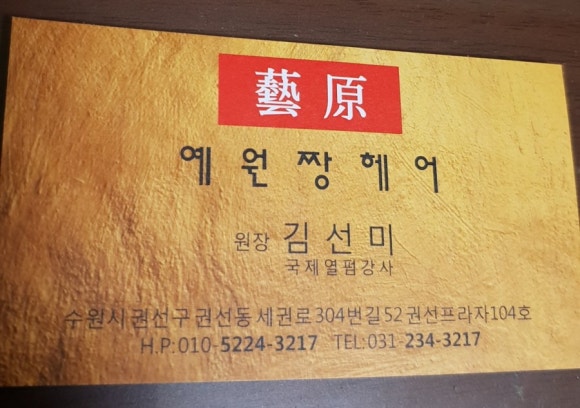 藝原
예원짱헤어
원장 김선미
국제열펌강사
수원시 권선구 권선동 세권로 304번길 52 권선프라자 104호
H.P: 010-5224-3217 TEL: 031-234-3217